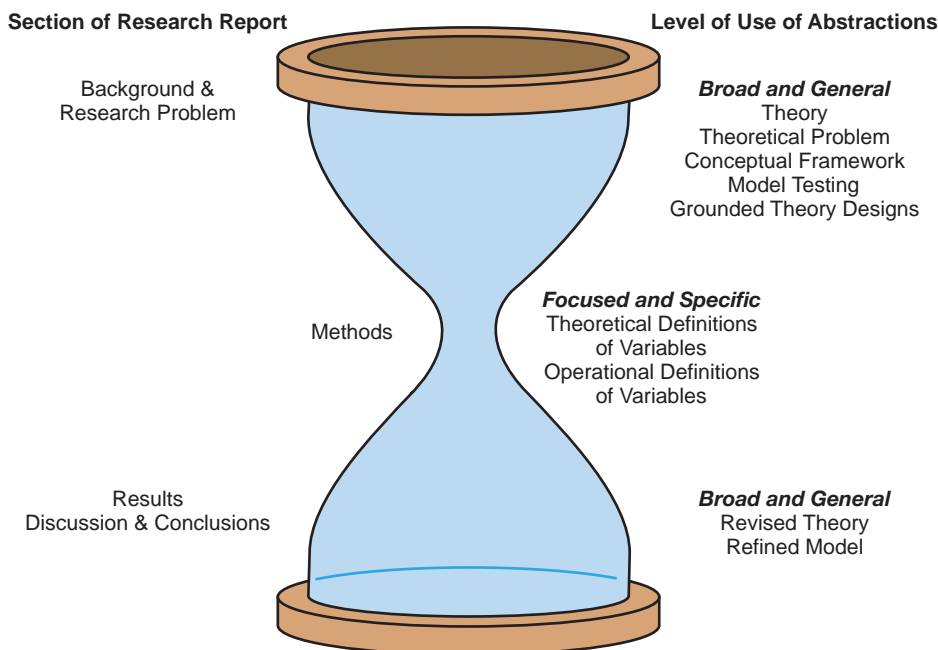 Section of Research Report
Level of Use of Abstractions
Background &
Research Problem
Broad and General
Theory
Theoretical Problem
Conceptual Framework
Model Testing
Grounded Theory Designs
Methods
Focused and Specific
Theoretical Definitions
of Variables
Operational Definitions
of Variables
Results
Discussion & Conclusions
Broad and General
Revised Theory
Refined Model